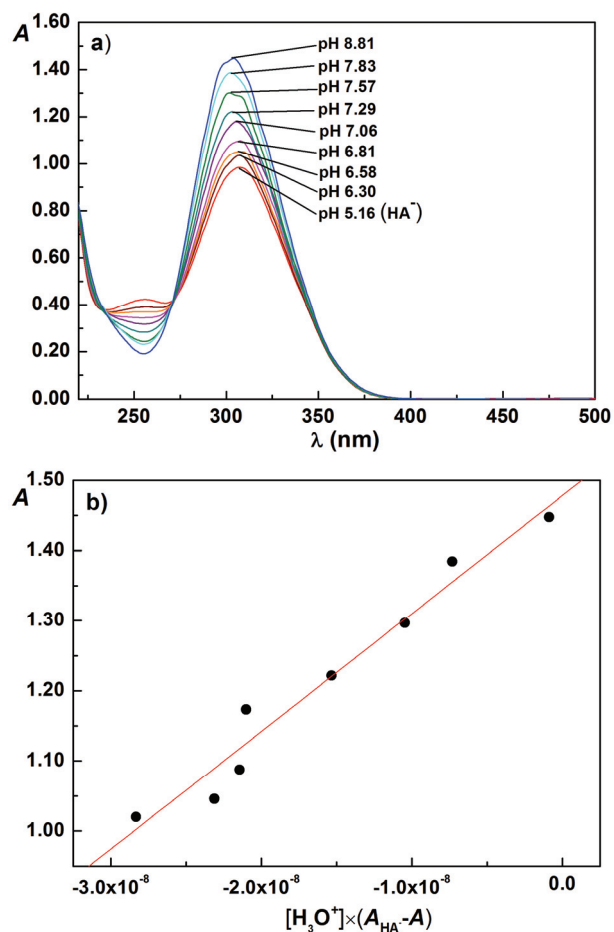 A
a)
1.60
1.40
1.20
1.00
0.80
0.60
0.40
0.20
0.00
pH 8.81
pH 7.83
pH 7.57
pH 7.29
pH 7.06
pH 6.81
pH 6.58
pH 6.30
pH 5.16 (HA⁻)
250 300 350 400 450 500
λ (nm)
A
b)
1.50
1.40
1.30
1.20
1.10
1.00
-3.0x10⁻⁸ -2.0x10⁻⁸ -1.0x10⁻⁸ 0.0
[H₃O⁺]×(A_HA⁻-A)